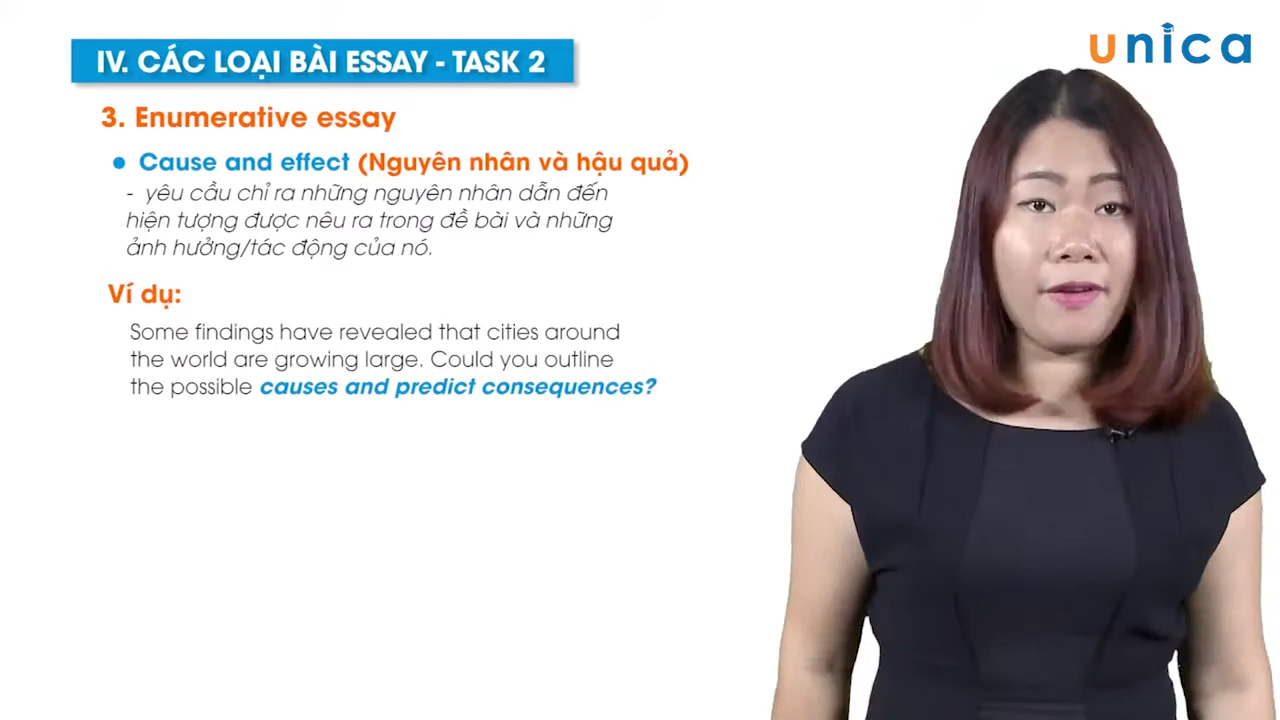 unica
IV. CÁC LOẠI BÀI ESSAY - TASK 2
3. Enumerative essay
● Cause and effect (Nguyên nhân và hậu quả)
- yêu cầu chỉ ra những nguyên nhân dẫn đến
hiện tượng được nêu ra trong đề bài và những
ảnh hưởng/tác động của nó.
Ví dụ:
Some findings have revealed that cities around
the world are growing large. Could you outline
the possible causes and predict consequences?